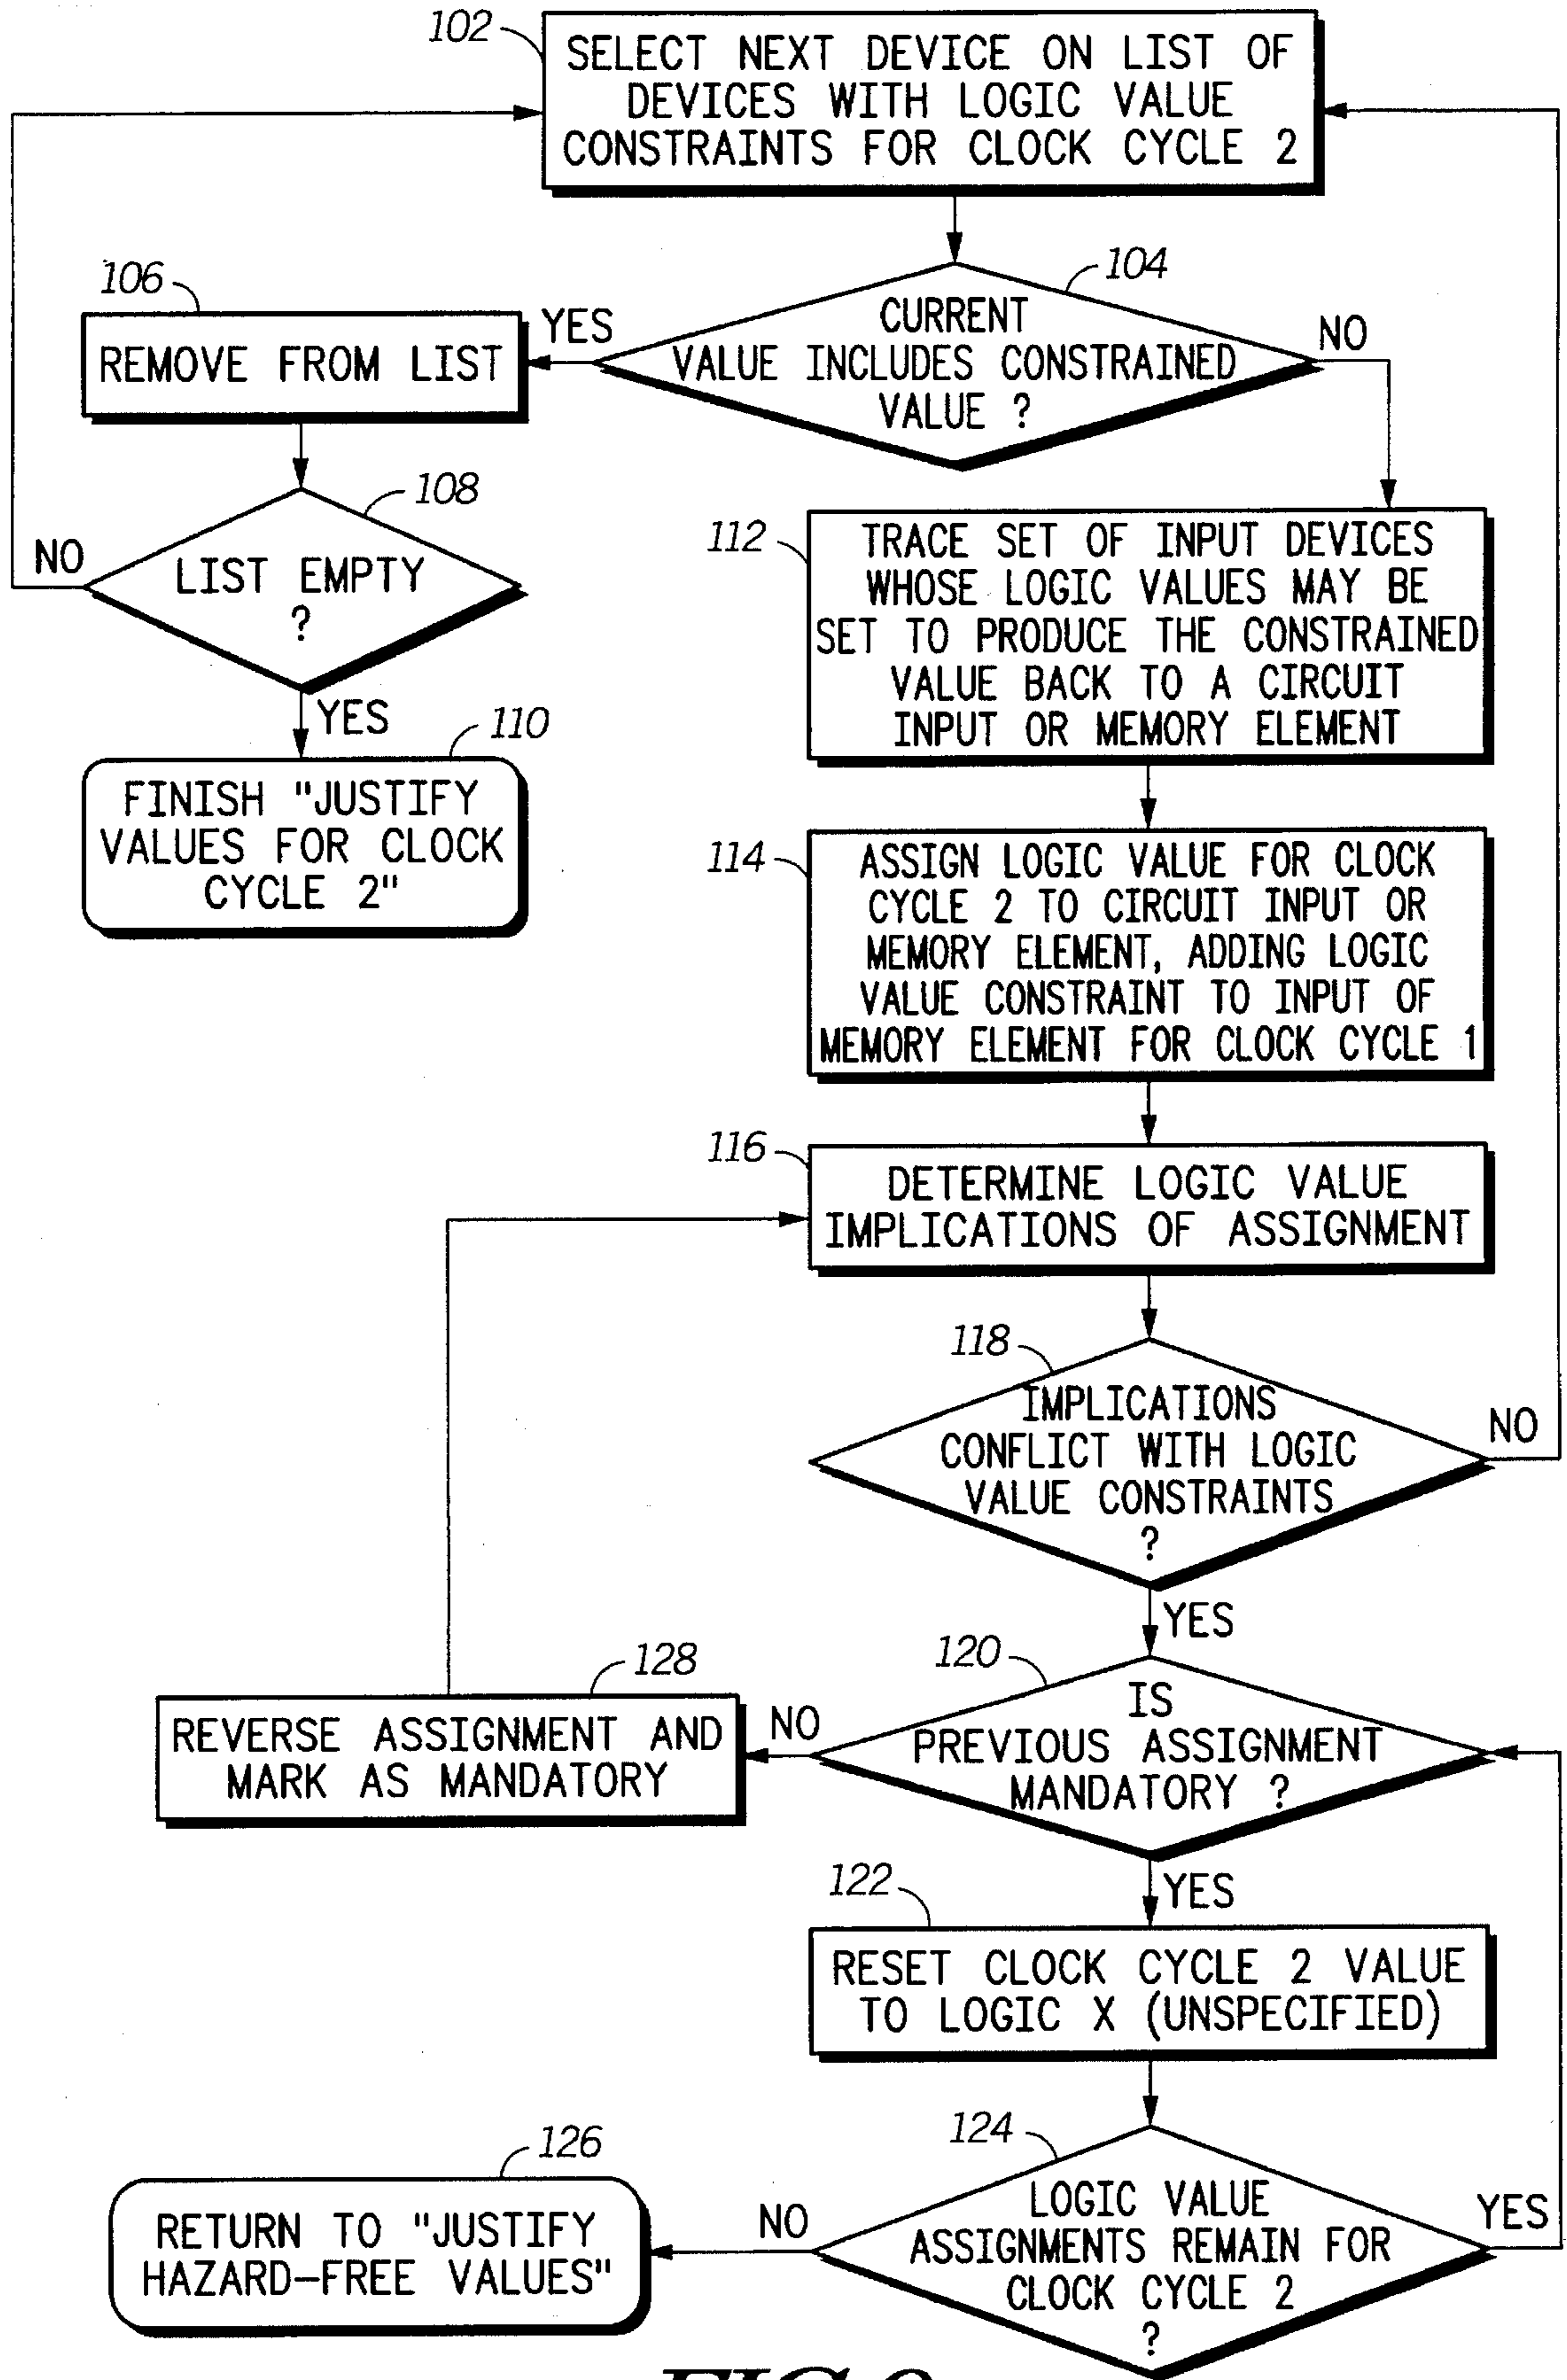 102
SELECT NEXT DEVICE ON LIST OF
DEVICES WITH LOGIC VALUE
CONSTRAINTS FOR CLOCK CYCLE 2
104
CURRENT
VALUE INCLUDES CONSTRAINED
VALUE ?
YES
NO
106
REMOVE FROM LIST
108
LIST EMPTY
?
NO
YES
110
FINISH "JUSTIFY
VALUES FOR CLOCK
CYCLE 2"
112
TRACE SET OF INPUT DEVICES
WHOSE LOGIC VALUES MAY BE
SET TO PRODUCE THE CONSTRAINED
VALUE BACK TO A CIRCUIT
INPUT OR MEMORY ELEMENT
114
ASSIGN LOGIC VALUE FOR CLOCK
CYCLE 2 TO CIRCUIT INPUT OR
MEMORY ELEMENT, ADDING LOGIC
VALUE CONSTRAINT TO INPUT OF
MEMORY ELEMENT FOR CLOCK CYCLE 1
116
DETERMINE LOGIC VALUE
IMPLICATIONS OF ASSIGNMENT
118
IMPLICATIONS
CONFLICT WITH LOGIC
VALUE CONSTRAINTS
?
NO
YES
120
IS
PREVIOUS ASSIGNMENT
MANDATORY ?
NO
128
REVERSE ASSIGNMENT AND
MARK AS MANDATORY
YES
122
RESET CLOCK CYCLE 2 VALUE
TO LOGIC X (UNSPECIFIED)
124
LOGIC VALUE
ASSIGNMENTS REMAIN FOR
CLOCK CYCLE 2
?
YES
NO
126
RETURN TO "JUSTIFY
HAZARD-FREE VALUES"